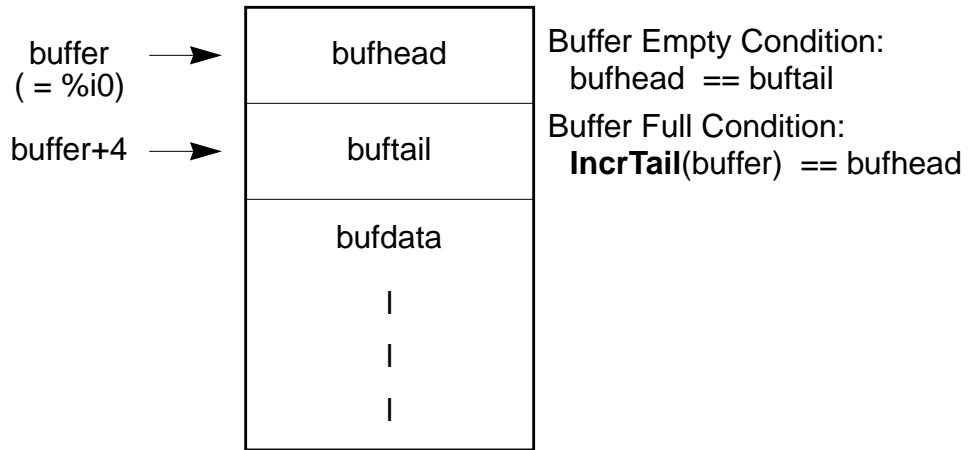 buffer
( = %i0)
buffer+4
bufhead
buftail
bufdata
|
|
|
Buffer Empty Condition:
bufhead == buftail
Buffer Full Condition:
IncrTail(buffer) == bufhead